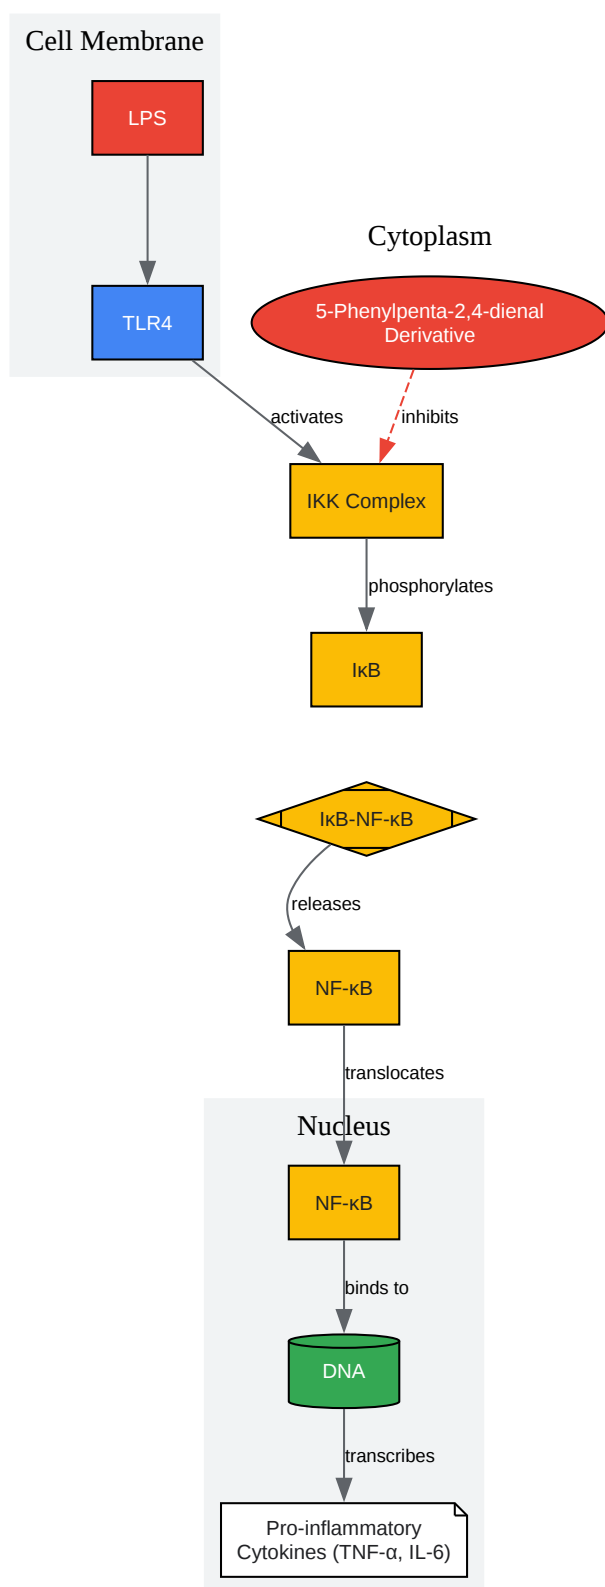 Cell Membrane
LPS
TLR4
Cytoplasm
5-Phenylpenta-2,4-dienal
Derivative
activates
inhibits
IKK Complex
phosphorylates
IκB
IκB-NF-κB
releases
NF-κB
translocates
Nucleus
NF-κB
binds to
DNA
transcribes
Pro-inflammatory
Cytokines (TNF-α, IL-6)